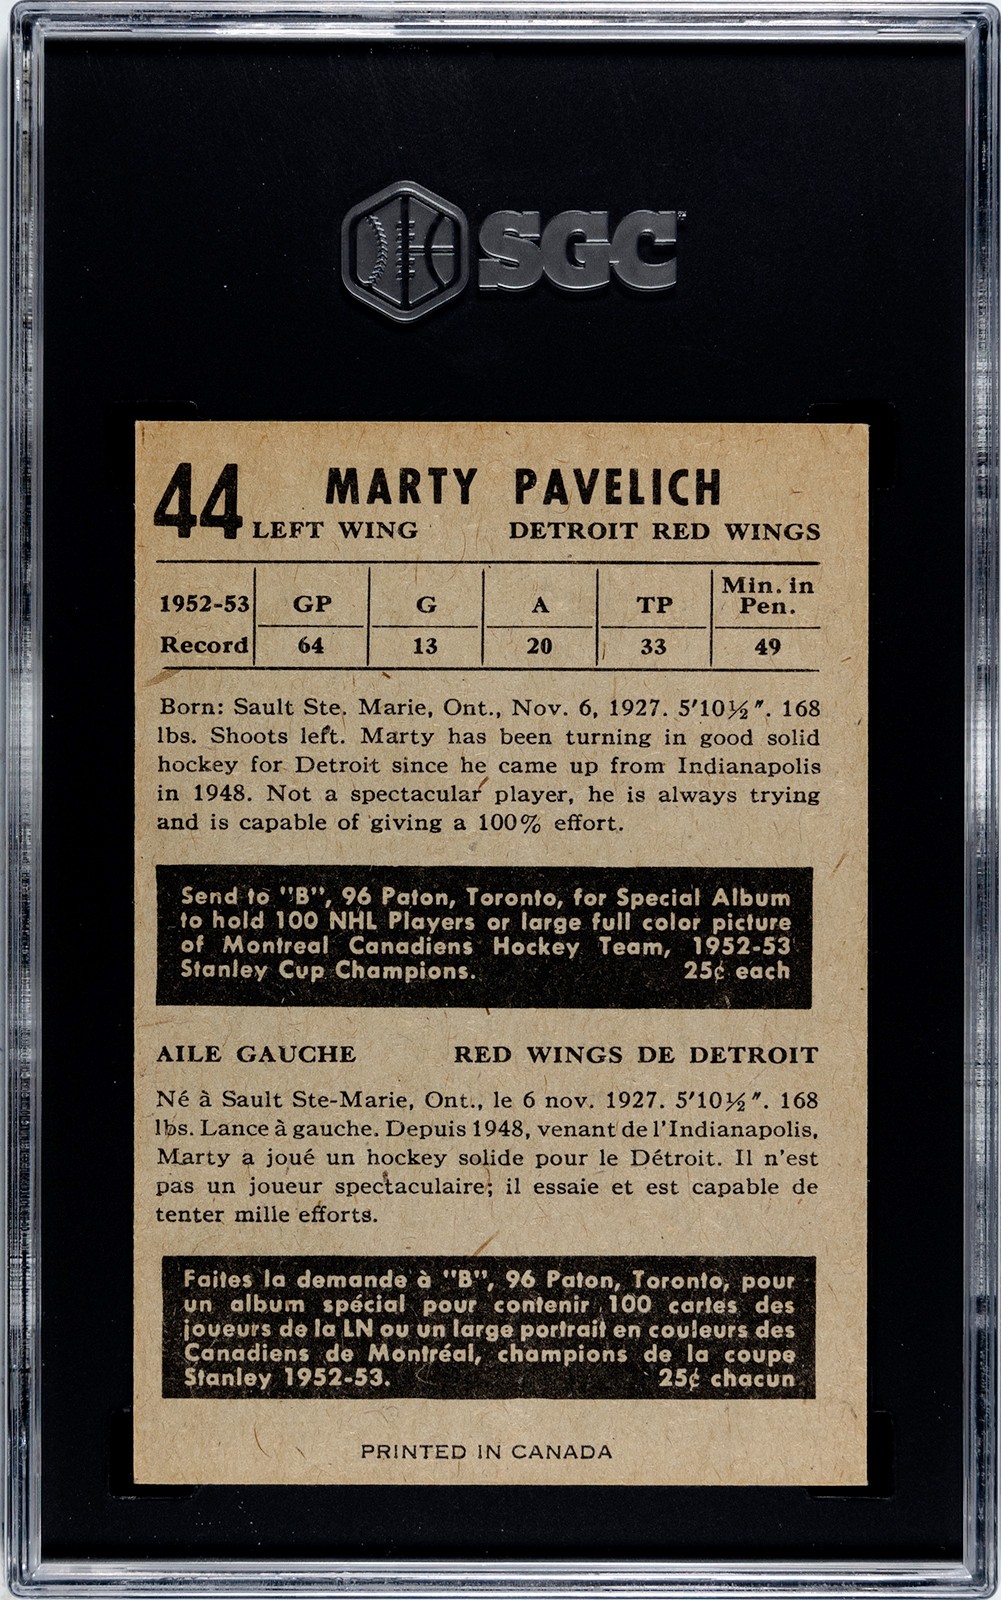 SGC
44 MARTY PAVELICH
LEFT WING DETROIT RED WINGS
1952-53 GP G A TP Min. in Pen.
Record 64 13 20 33 49
Born: Sault Ste. Marie, Ont., Nov. 6, 1927. 5'10½". 168
lbs. Shoots left. Marty has been turning in good solid
hockey for Detroit since he came up from Indianapolis
in 1948. Not a spectacular player, he is always trying
and is capable of giving a 100% effort.
Send to "B", 96 Paton, Toronto, for Special Album
to hold 100 NHL Players or large full color picture
of Montreal Canadiens Hockey Team, 1952-53
Stanley Cup Champions. 25¢ each
AILE GAUCHE RED WINGS DE DETROIT
Né à Sault Ste-Marie, Ont., le 6 nov. 1927. 5'10½". 168
lbs. Lance à gauche. Depuis 1948, venant de l'Indianapolis,
Marty a joué un hockey solide pour le Détroit. Il n'est
pas un joueur spectaculaire; il essaie et est capable de
tenter mille efforts.
Faites la demande à "B", 96 Paton, Toronto, pour
un album spécial pour contenir 100 cartes des
joueurs de la LN ou un large portrait en couleurs des
Canadiens de Montréal, champions de la coupe
Stanley 1952-53. 25¢ chacun
PRINTED IN CANADA